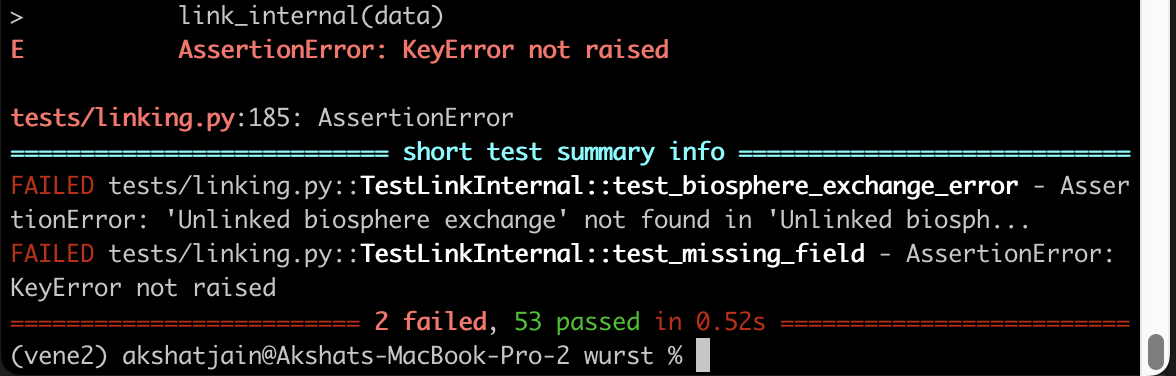 >           link_internal(data)
E           AssertionError: KeyError not raised
tests/linking.py:185: AssertionError
=========================== short test summary info ============================
FAILED tests/linking.py::TestLinkInternal::test_biosphere_exchange_error - Asser
tionError: 'Unlinked biosphere exchange' not found in 'Unlinked biosph...
FAILED tests/linking.py::TestLinkInternal::test_missing_field - AssertionError:
KeyError not raised
========================= 2 failed, 53 passed in 0.52s =========================
(vene2) akshatjain@Akshats-MacBook-Pro-2 wurst %